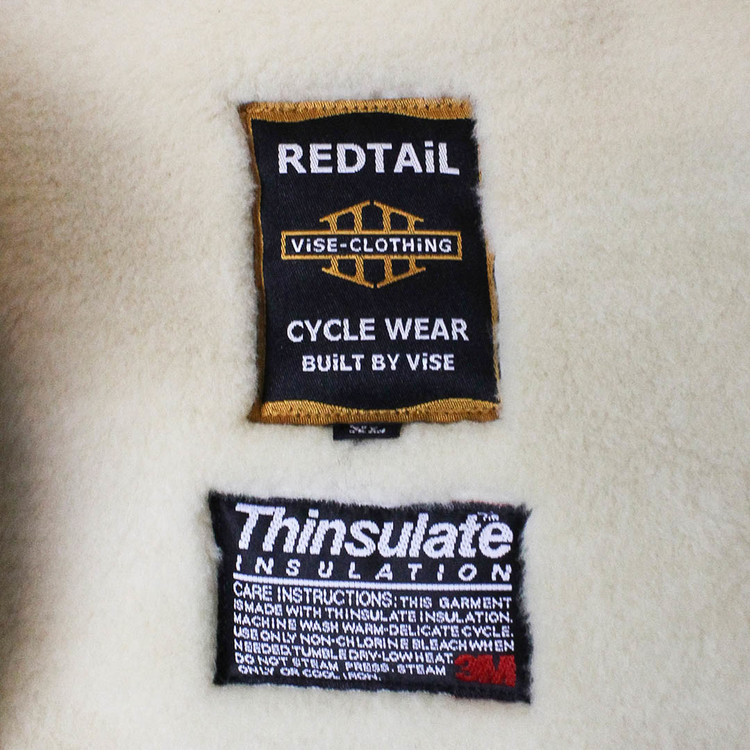 REDTAiL
ViSE-CLOTHiNG
CYCLE WEAR
BUiLT BY ViSE
Thinsulate™
INSULATION
CARE INSTRUCTIONS: THIS GARMENT
IS MADE WITH THINSULATE INSULATION.
MACHINE WASH WARM-DELICATE CYCLE.
USE ONLY NON-CHLORINE BLEACH WHEN
NEEDED. TUMBLE DRY-LOW HEAT.
DO NOT STEAM PRESS. STEAM
ONLY OR COOL IRON.
3M